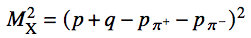 M_X^2 = (p + q − p_{π^+} − p_{π^−})^2